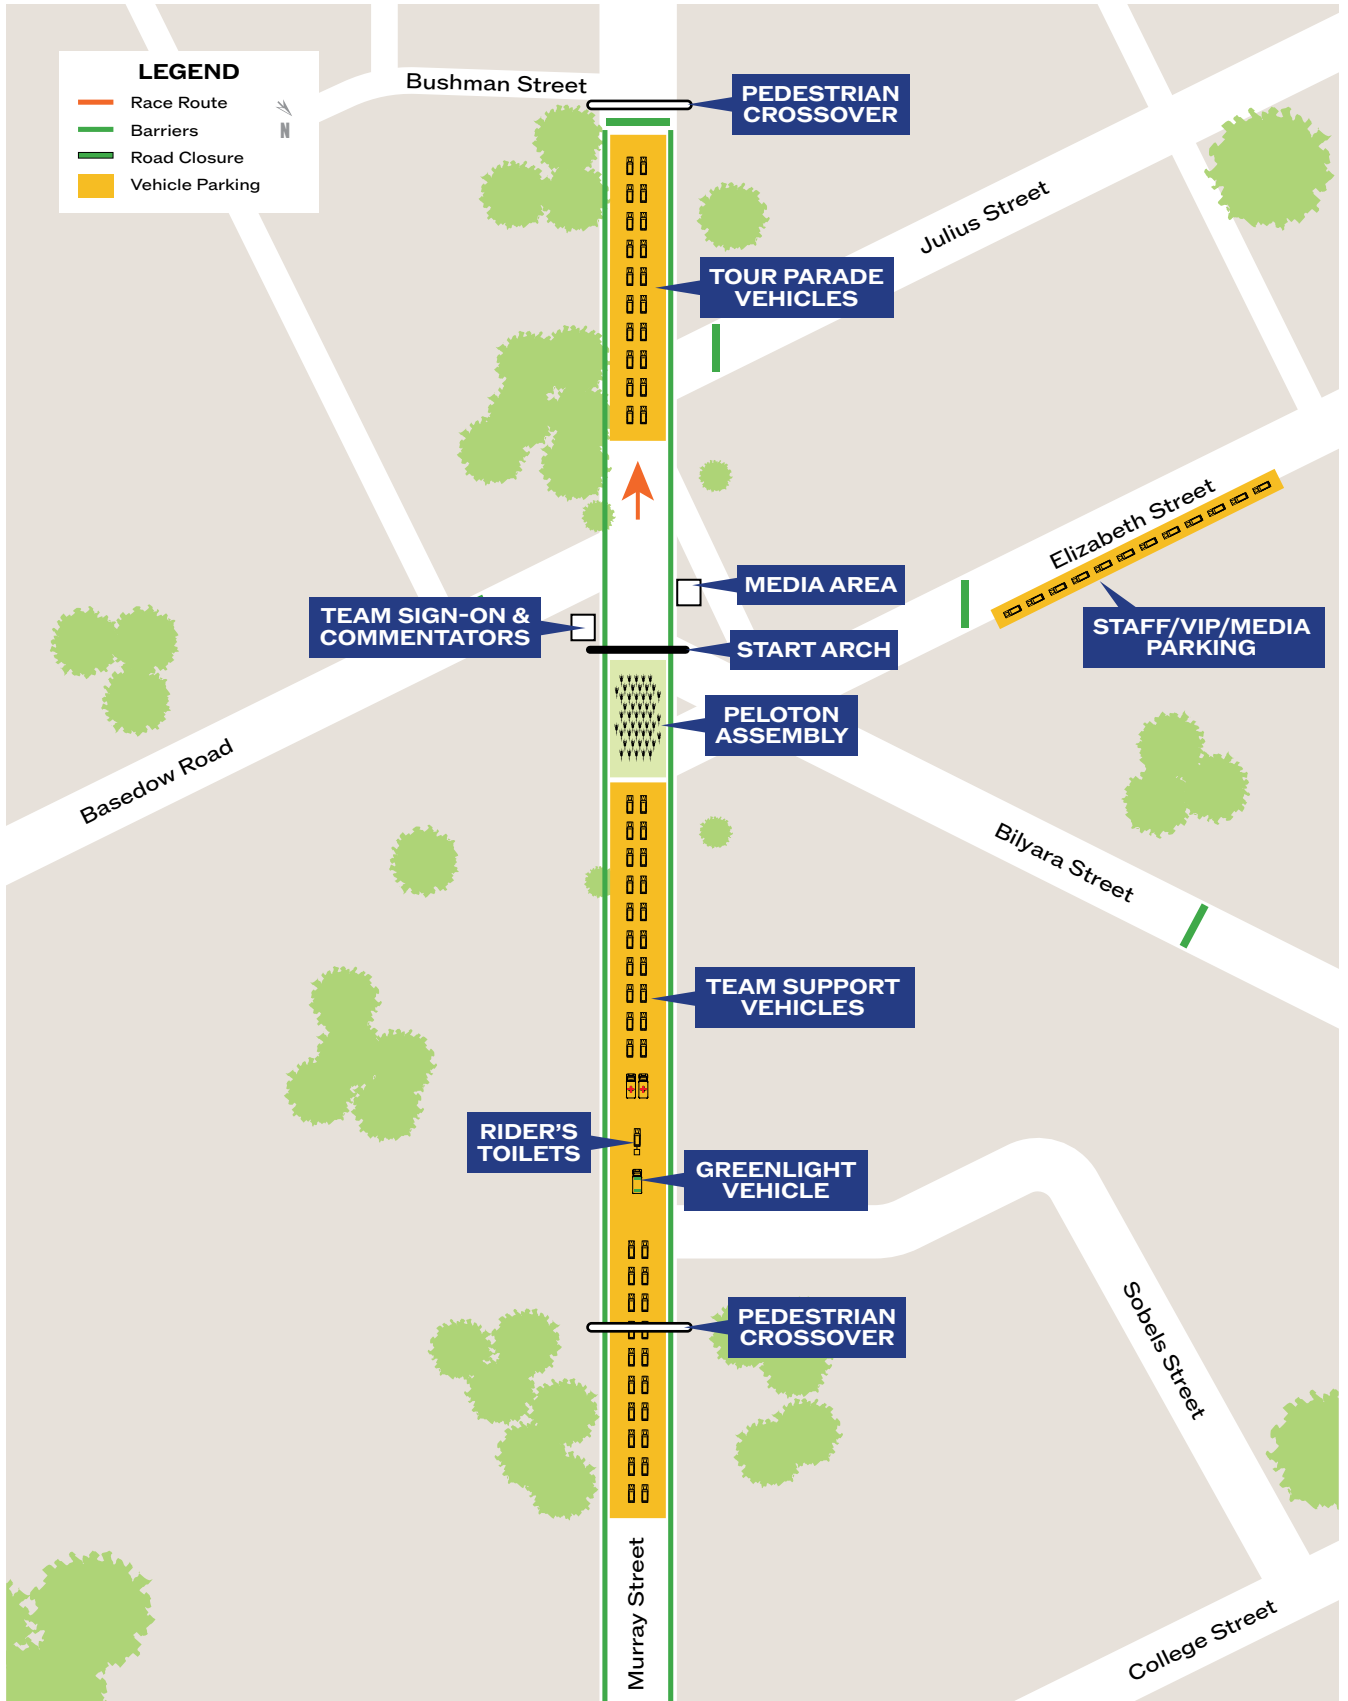 LEGEND
Race Route
Barriers
N
Road Closure
Vehicle Parking
Bushman Street
PEDESTRIAN
CROSSOVER
Julius Street
TOUR PARADE
VEHICLES
Elizabeth Street
MEDIA AREA
TEAM SIGN-ON &
COMMENTATORS
START ARCH
STAFF/VIP/MEDIA
PARKING
PELOTON
ASSEMBLY
Basedow Road
Bilyara Street
TEAM SUPPORT
VEHICLES
RIDER’S
TOILETS
GREENLIGHT
VEHICLE
PEDESTRIAN
CROSSOVER
Sobels Street
Murray Street
College Street